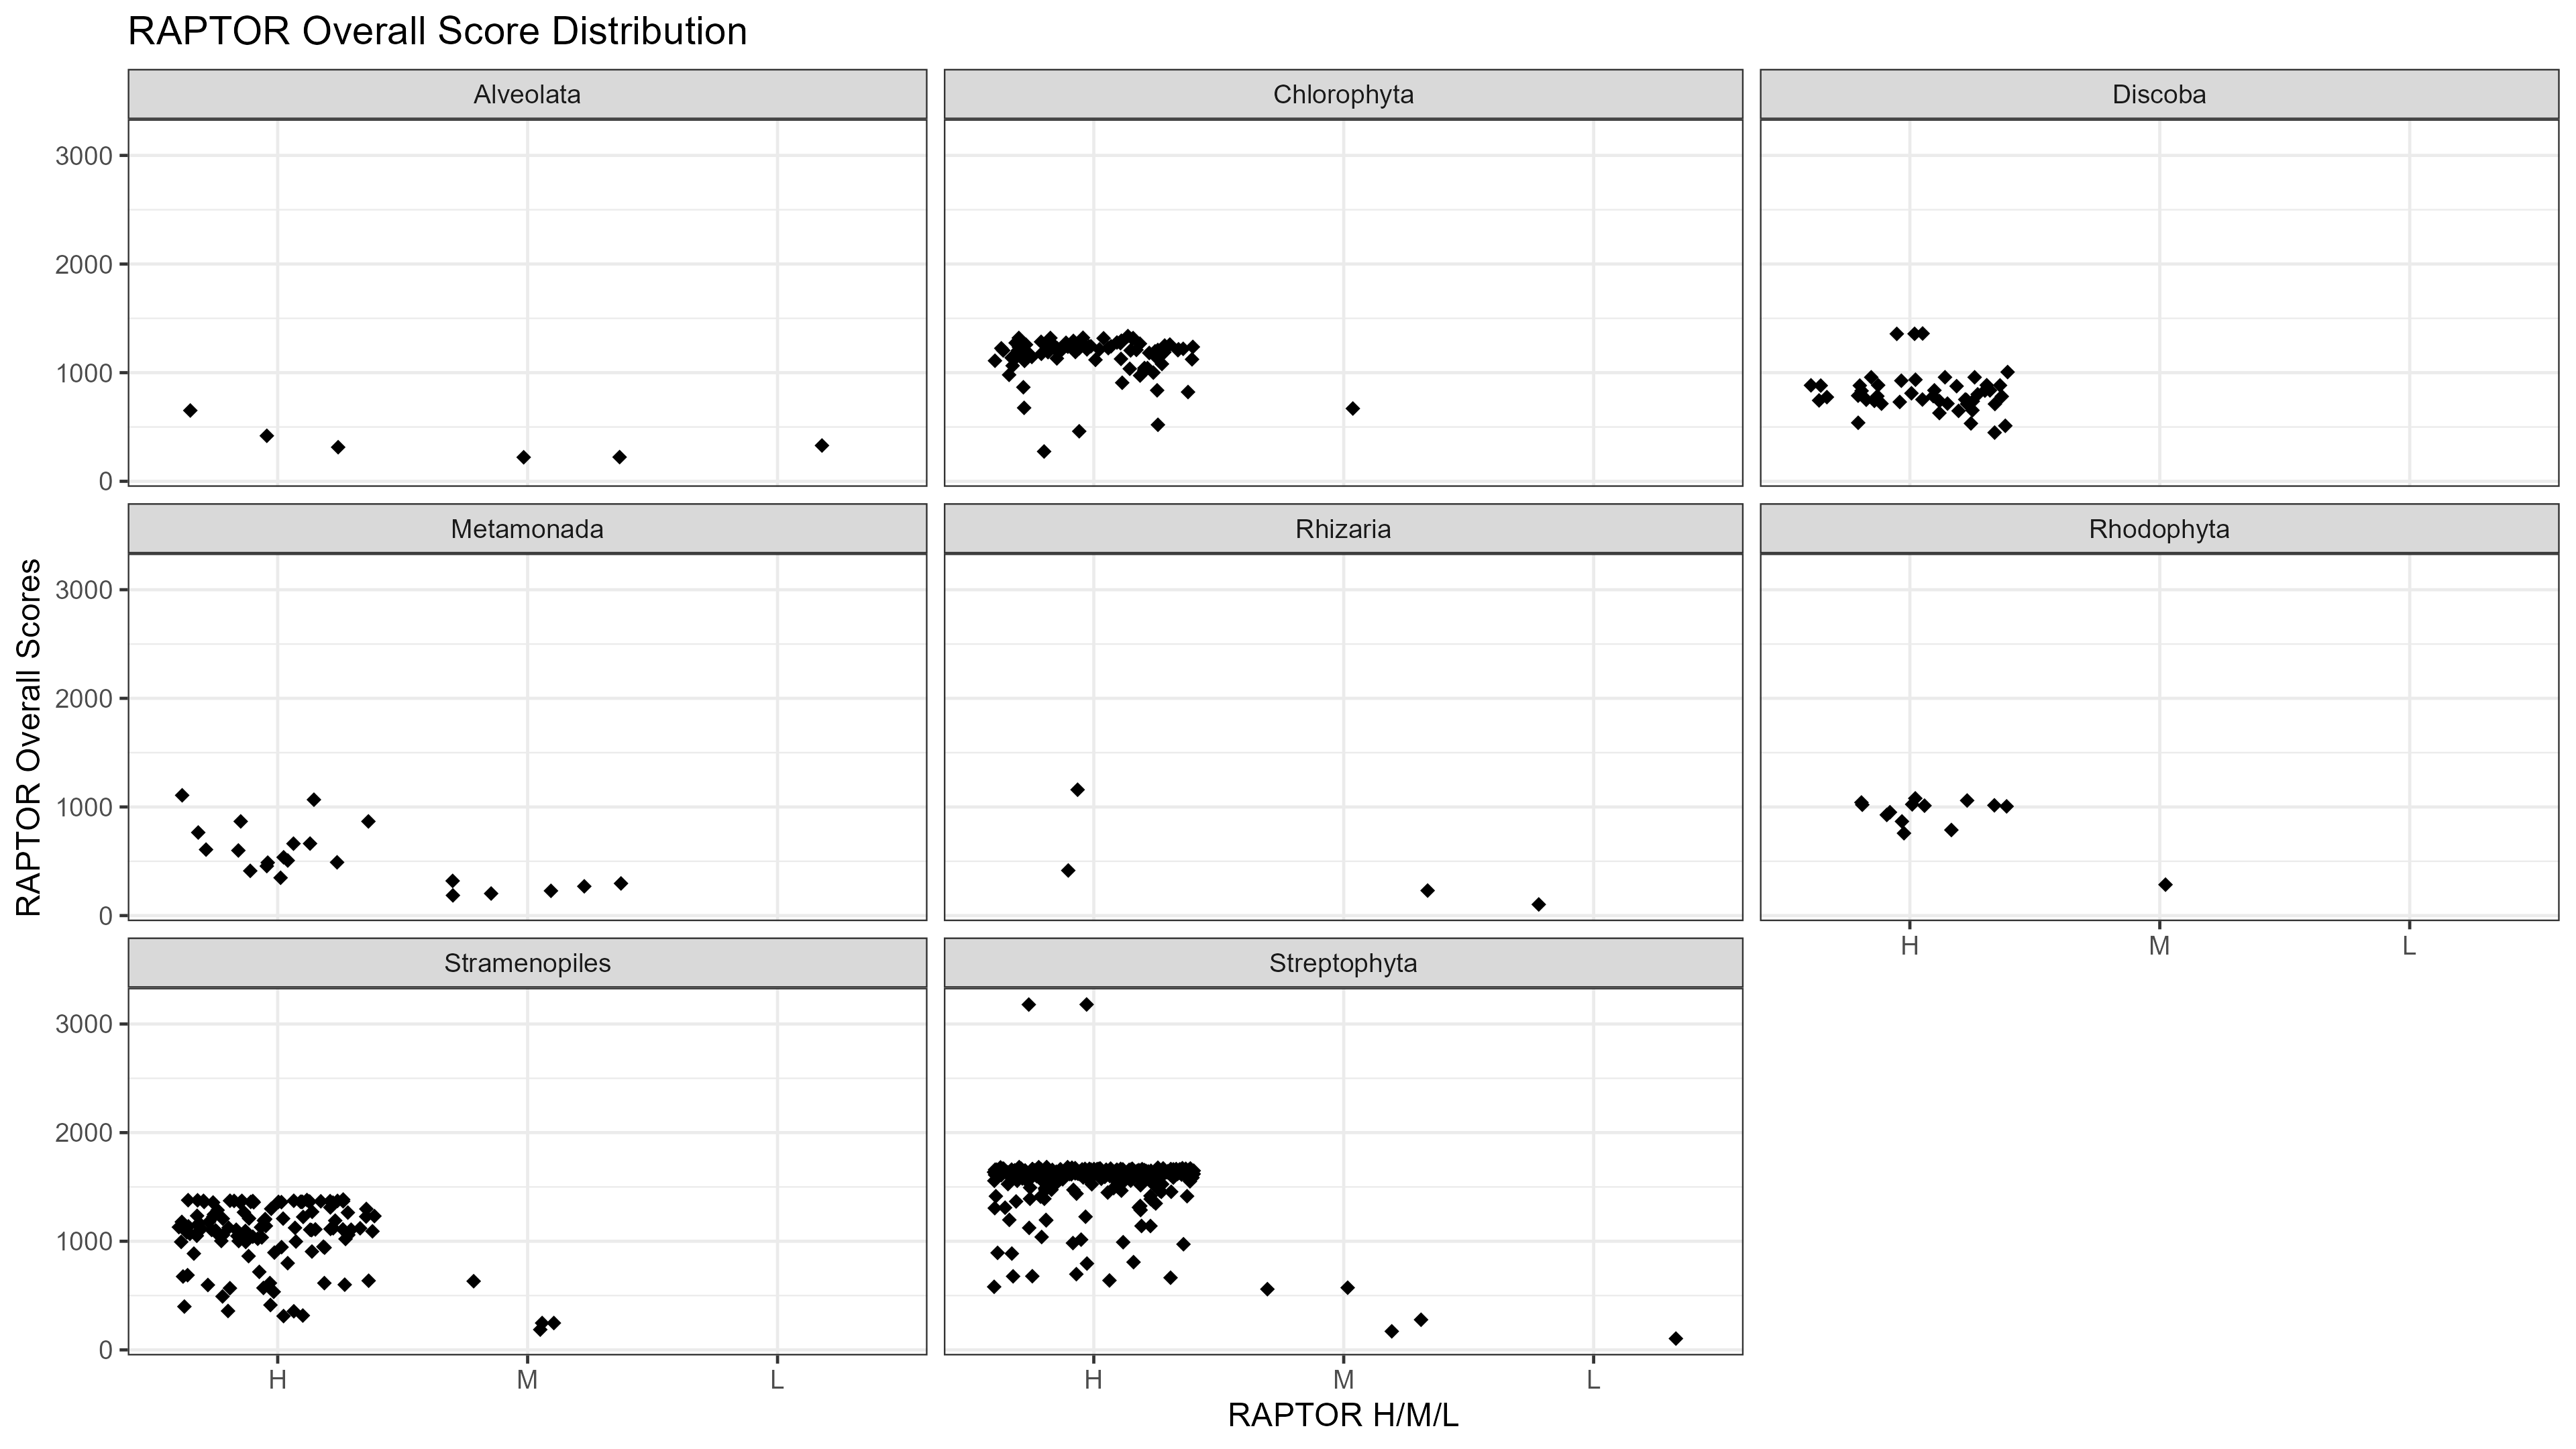 RAPTOR Overall Score Distribution
Alveolata
Chlorophyta
Discoba
3000
2000
1000
0
Metamonada
Rhizaria
Rhodophyta
3000
2000
1000
0
H
M
L
Stramenopiles
Streptophyta
3000
2000
1000
0
H
M
L
H
M
L
RAPTOR Overall Scores
RAPTOR H/M/L